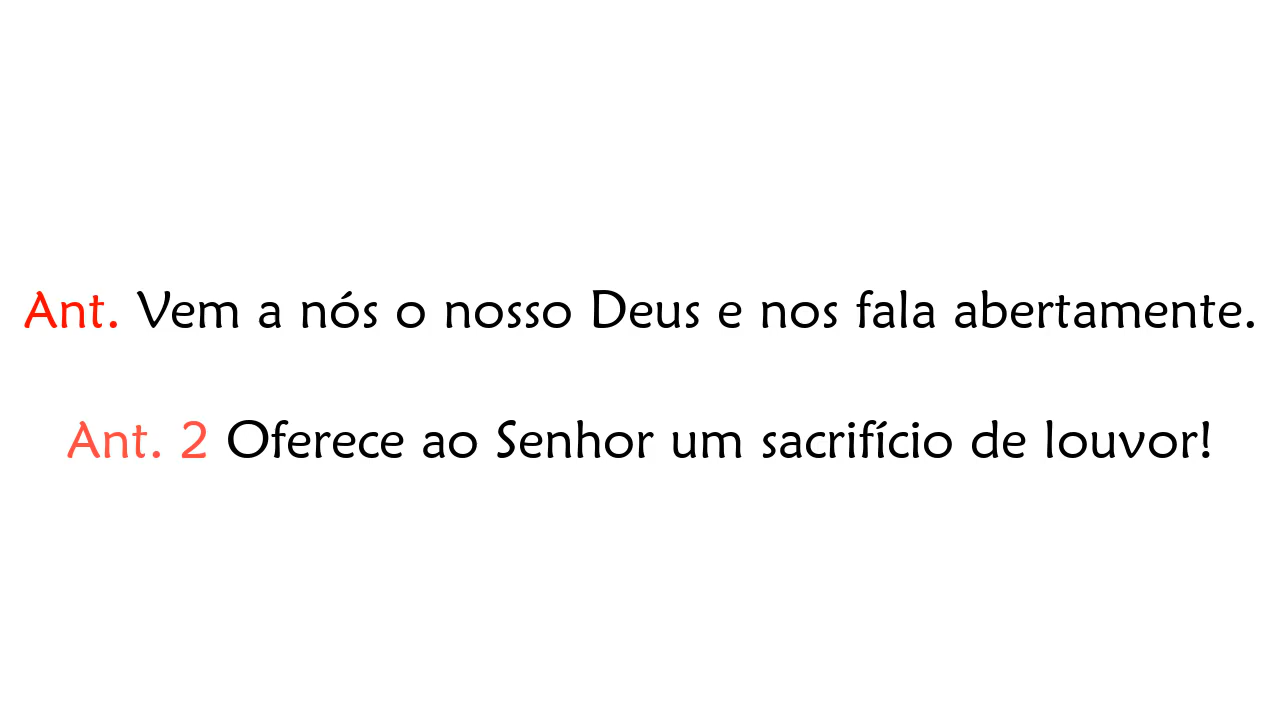 Ant. Vem a nós o nosso Deus e nos fala abertamente.
Ant. 2 Oferece ao Senhor um sacrifício de louvor!